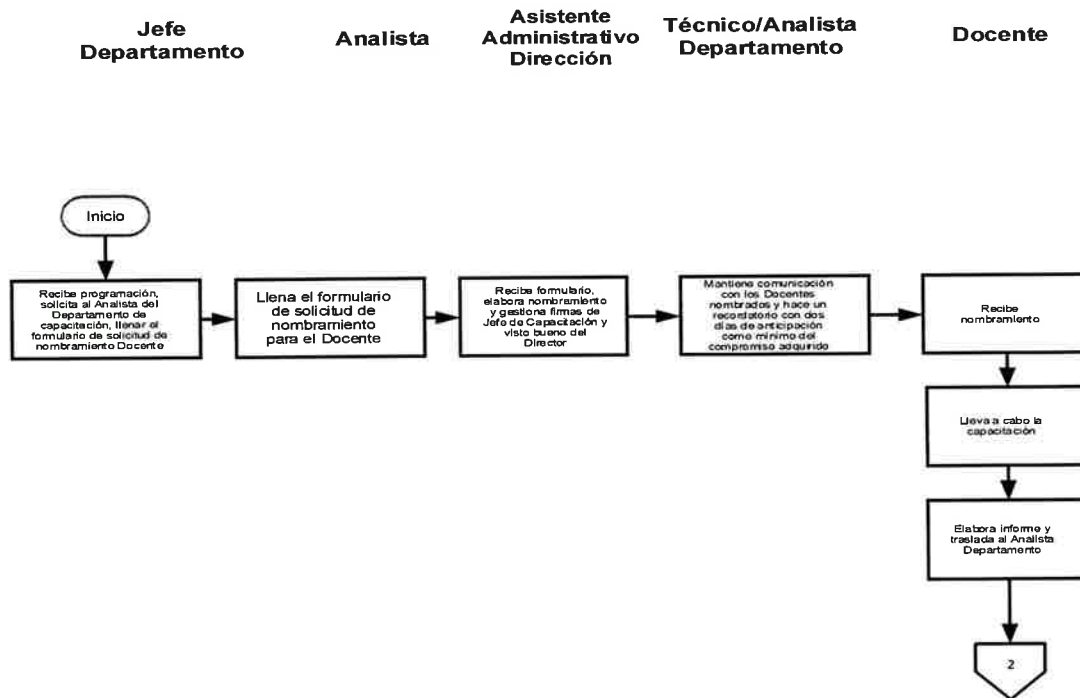 Jefe
Departamento
Analista
Asistente
Administrativo
Dirección
Técnico/Analista
Departamento
Docente
Inicio
Recibe programación,
solicita al Analista del
Departamento de
capacitación, llenar el
formulario de solicitud de
nombramiento Docente
Llena el formulario
de solicitud de
nombramiento
para el Docente
Recibe formulario,
elabora nombramiento
y gestiona firmas de
Jefe de Capacitación y
visto bueno del
Director
Mantiene comunicación
con los Docentes
nombrados y hace un
recordatorio con dos
días de anticipación
como mínimo del
compromiso adquirido
Recibe
nombramiento
Lleva a cabo la
capacitación
Elabora informe y
traslada al Analista
Departamento
2